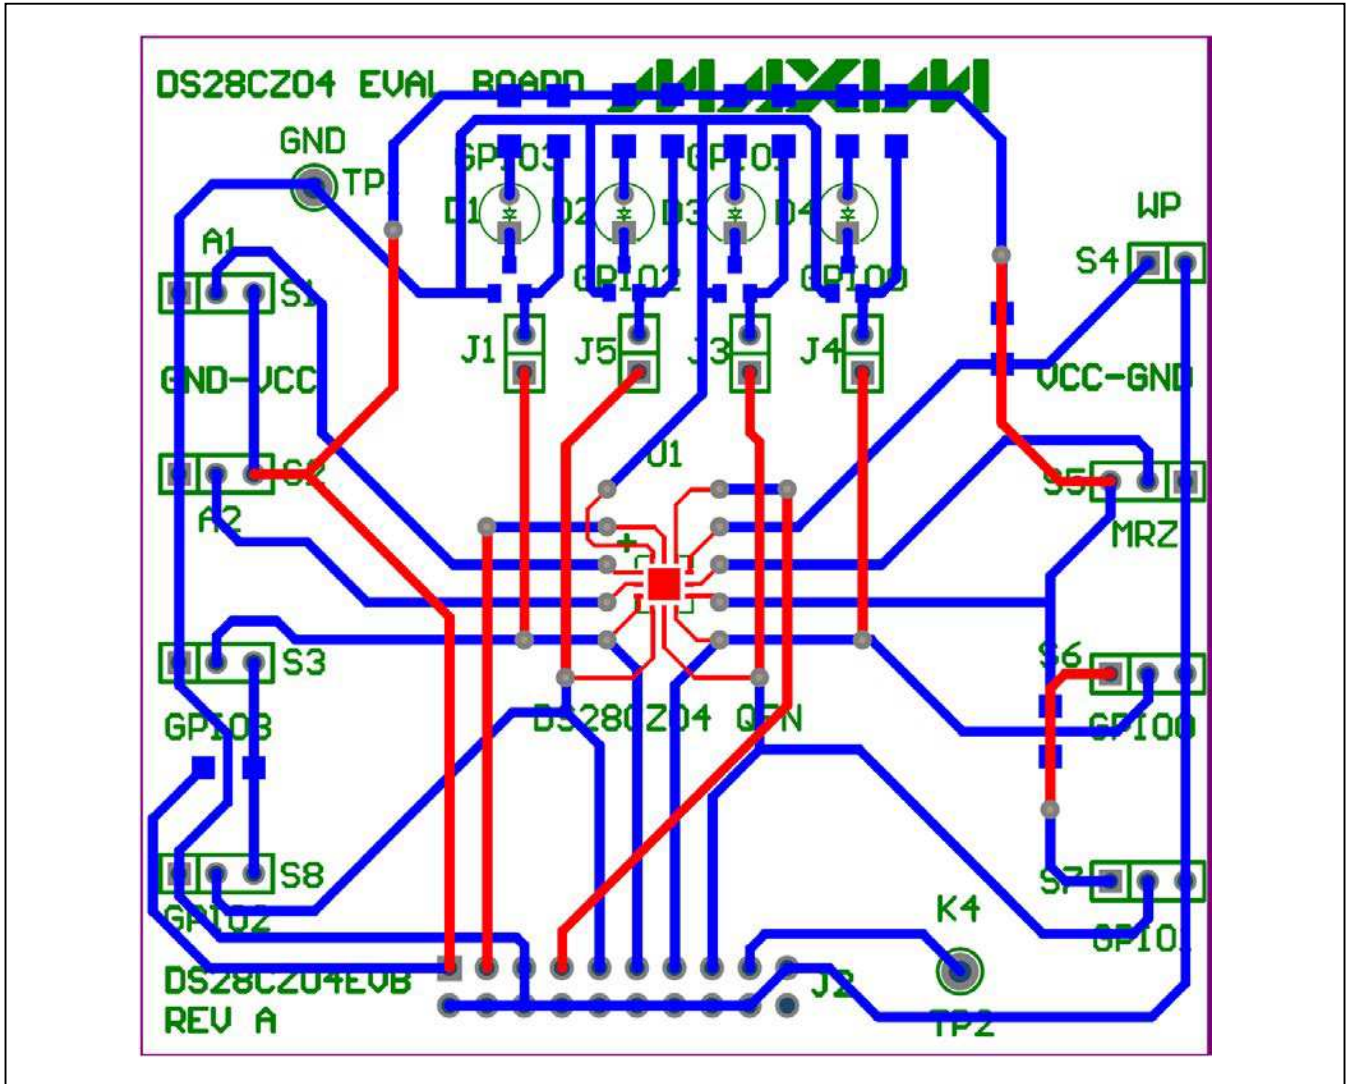 DS28CZ04 EVAL BOARD MAXIM
GND
TP
GPIO3 GPIO1
D1 D2 D3 D4
WP
A1
S4
GPIO2 GPIO0
S1
J1 J5 J3 J4
GND-VCC VCC-GND
U1
S2 S5
A2
MRZ
+
S3 S6
DS28CZ04 QFN
GPIO3 GPIO0
S8 S7
K4
GPIO2
GPIO1
DS28CZ04EVB J2
REV A TP2